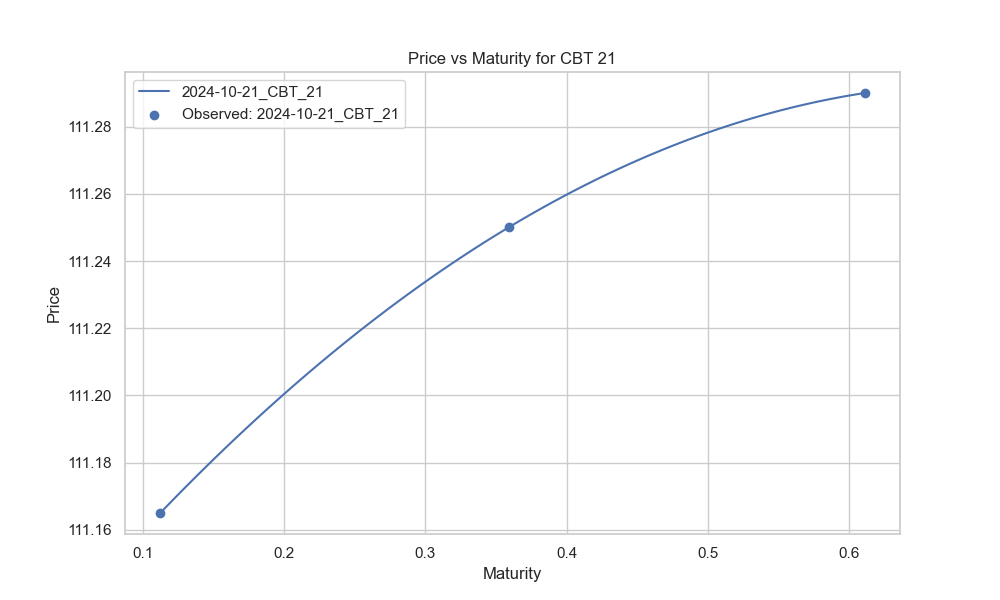 Price vs Maturity for CBT 21
2024-10-21_CBT_21
Observed: 2024-10-21_CBT_21
Price
111.28
111.26
111.24
111.22
111.20
111.18
111.16
0.1 0.2 0.3 0.4 0.5 0.6
Maturity